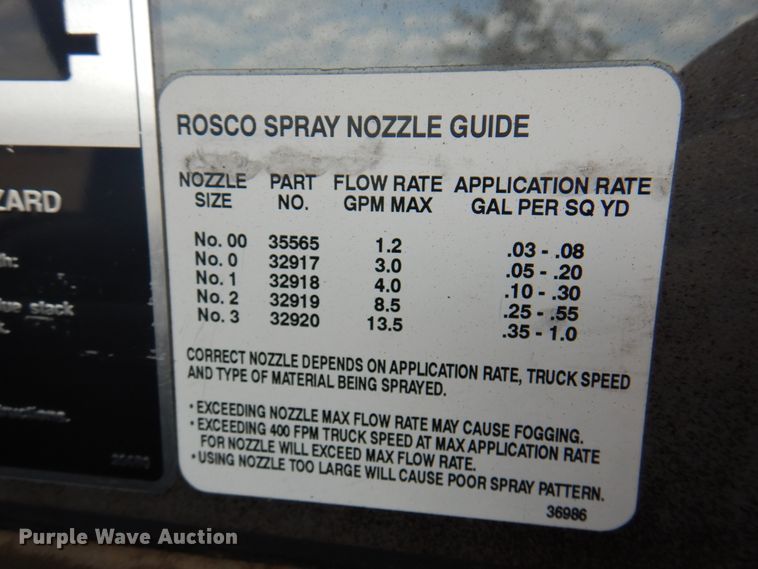 ROSCO SPRAY NOZZLE GUIDE
NOZZLE SIZE PART NO. FLOW RATE GPM MAX APPLICATION RATE GAL PER SQ YD
No. 00 35565 1.2 .03 - .08
No. 0 32917 3.0 .05 - .20
No. 1 32918 4.0 .10 - .30
No. 2 32919 8.5 .25 - .55
No. 3 32920 13.5 .35 - 1.0
CORRECT NOZZLE DEPENDS ON APPLICATION RATE, TRUCK SPEED
AND TYPE OF MATERIAL BEING SPRAYED.
• EXCEEDING NOZZLE MAX FLOW RATE MAY CAUSE FOGGING.
• EXCEEDING 400 FPM TRUCK SPEED AT MAX APPLICATION RATE
FOR NOZZLE WILL EXCEED MAX FLOW RATE.
• USING NOZZLE TOO LARGE WILL CAUSE POOR SPRAY PATTERN.
36986
ZARD
stack
Purple Wave Auction